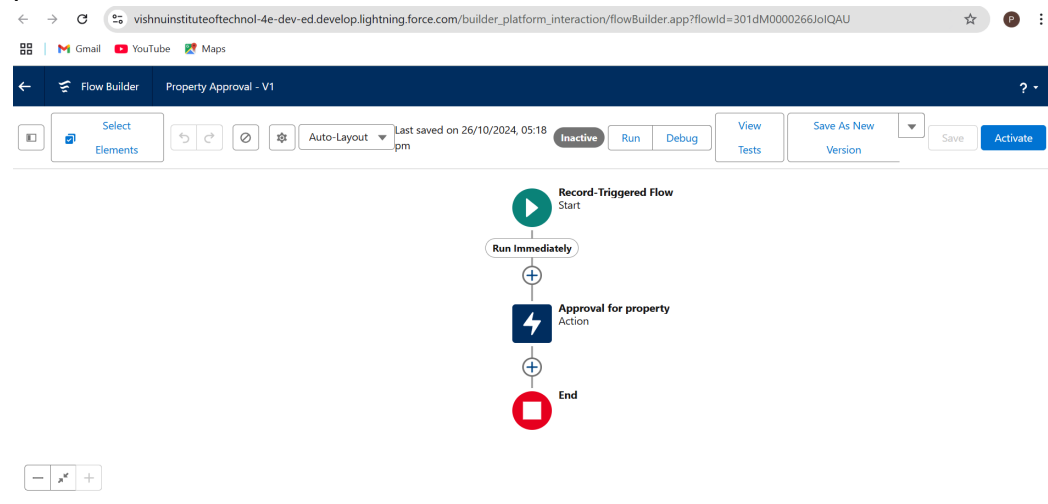 vishnuinstituteoftechnol-4e-dev-ed.develop.lightning.force.com/builder_platform_interaction/flowBuilder.app?flowId=301dM0000266JoIQAU
P
Gmail
YouTube
Maps
Flow Builder
Property Approval - V1
?
Select
Elements
Auto-Layout
Last saved on 26/10/2024, 05:18
pm
Inactive
Run
Debug
View
Tests
Save As New
Version
Save
Activate
Record-Triggered Flow
Start
Run Immediately
Approval for property
Action
End